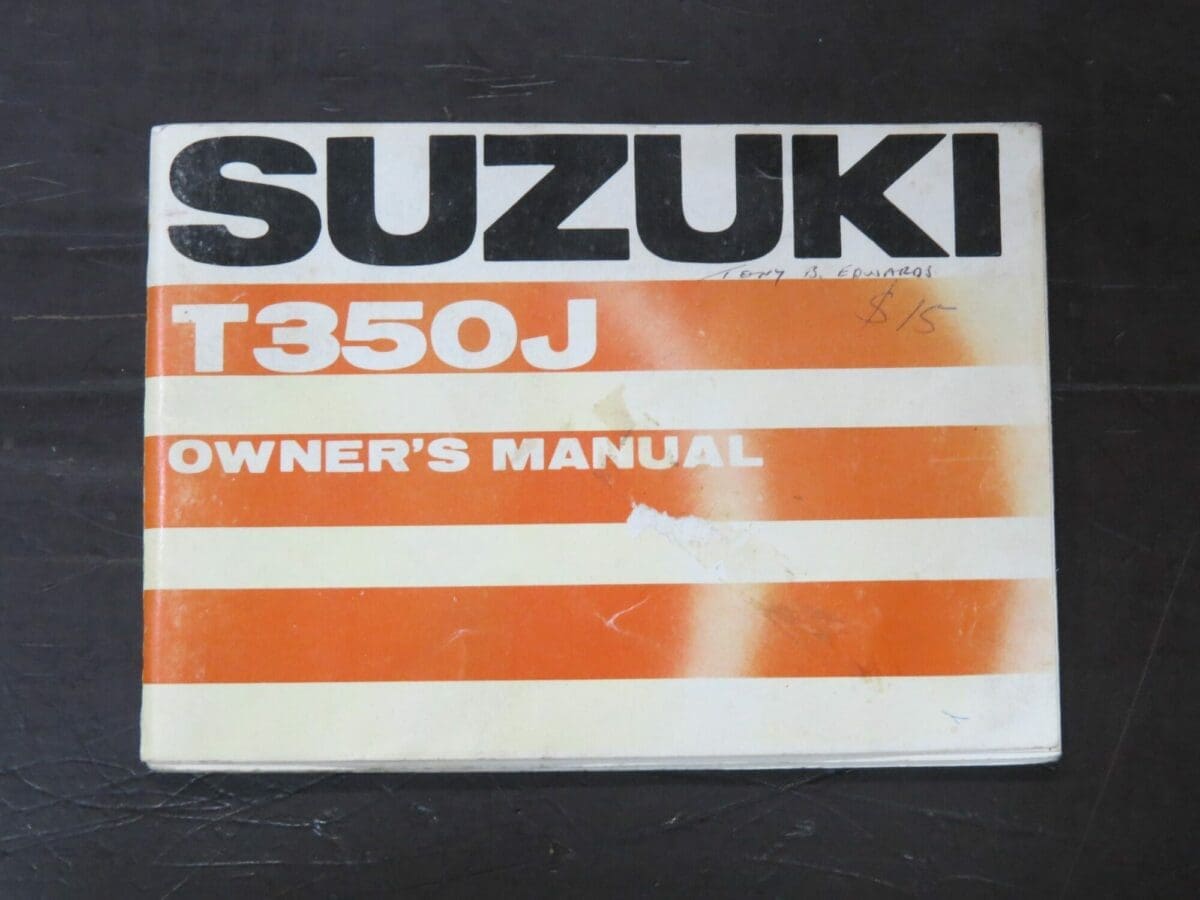 SUZUKI
TONY B. EDWARDS
$15
T350J
OWNER'S MANUAL